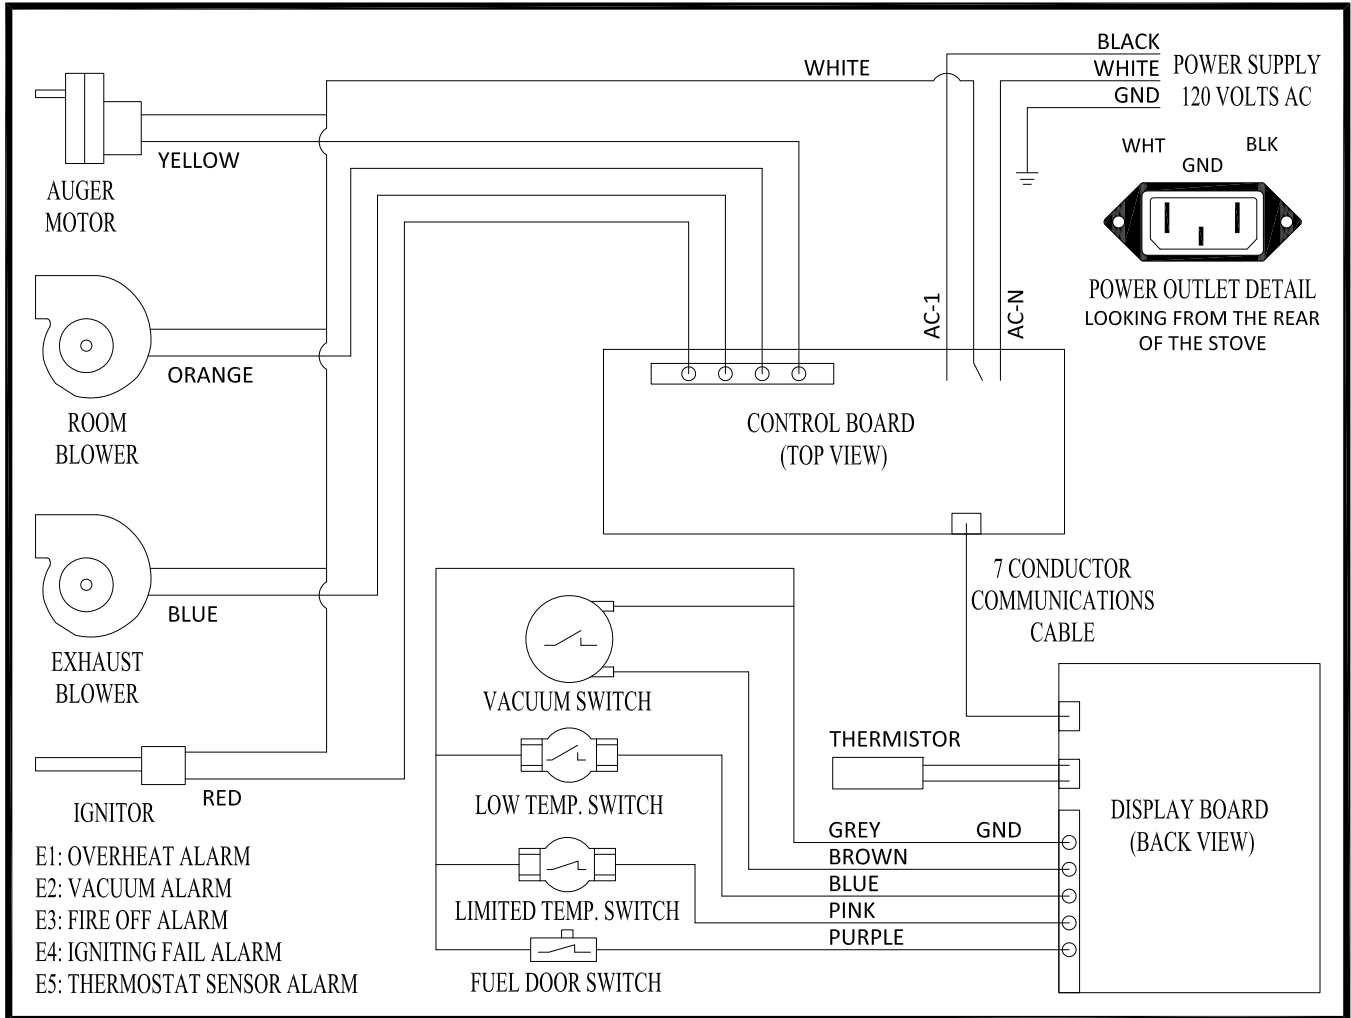 BLACK
WHITE
WHITE
GND
POWER SUPPLY
120 VOLTS AC
WHT
GND
BLK
YELLOW
AUGER
MOTOR
POWER OUTLET DETAIL
LOOKING FROM THE REAR
OF THE STOVE
AC-1
AC-N
ORANGE
ROOM
BLOWER
CONTROL BOARD
(TOP VIEW)
BLUE
EXHAUST
BLOWER
7 CONDUCTOR
COMMUNICATIONS
CABLE
VACUUM SWITCH
THERMISTOR
RED
IGNITOR
LOW TEMP. SWITCH
DISPLAY BOARD
(BACK VIEW)
GREY
GND
BROWN
BLUE
PINK
PURPLE
LIMITED TEMP. SWITCH
FUEL DOOR SWITCH
E1: OVERHEAT ALARM
E2: VACUUM ALARM
E3: FIRE OFF ALARM
E4: IGNITING FAIL ALARM
E5: THERMOSTAT SENSOR ALARM